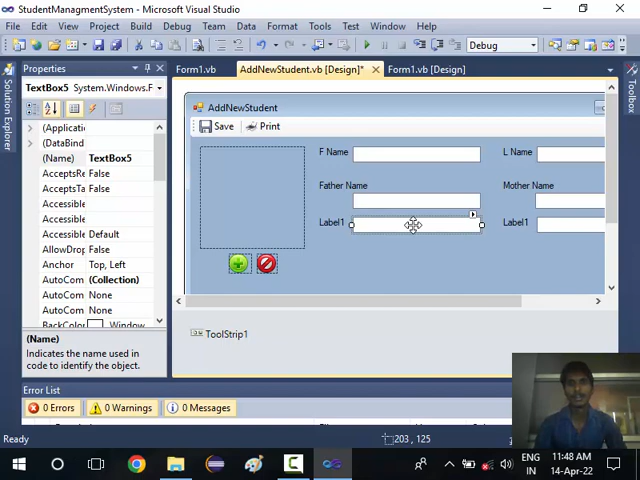 StudentManagmentSystem - Microsoft Visual Studio
File Edit View Project Build Debug Team Data Format Tools Test Window Help
Debug
Properties
TextBox5 System.Windows.F
(Applicati
(DataBind
(Name) TextBox5
AcceptsRe False
AcceptsTa False
Accessible
Accessible
Accessible Default
AllowDrop False
Anchor Top, Left
AutoCom (Collection)
AutoCom None
AutoCom None
BackColor Window
(Name)
Indicates the name used in
code to identify the object.
Solution Explorer
Form1.vb AddNewStudent.vb [Design]* Form1.vb [Design]
AddNewStudent
Save Print
F Name L Name
Father Name Mother Name
Label1 Label1
ToolStrip1
Toolbox
Error List
0 Errors 0 Warnings 0 Messages
Ready 203 , 125
ENG 11:48 AM
IN 14-Apr-22